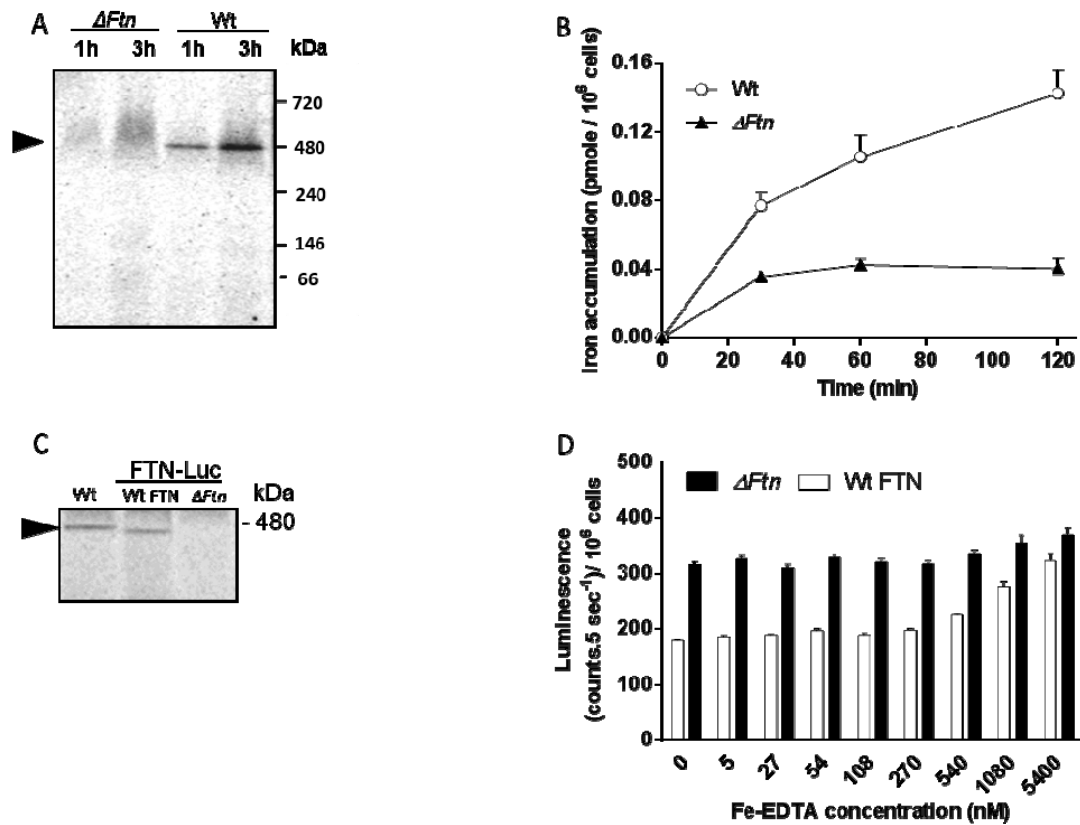 A
ΔFtn Wt
1h 3h 1h 3h kDa
720
480
240
146
66
B
Iron accumulation (pmole / 10⁶ cells)
0.16
0.12
0.08
0.04
0.00
Wt
ΔFtn
0 20 40 60 80 100 120
Time (min)
C
FTN-Luc
Wt Wt FTN ΔFtn kDa
- 480
D
Luminescence
(counts.5 sec⁻¹)/ 10⁶ cells
500
400
300
200
100
0
ΔFtn Wt FTN
0 5 27 54 108 270 540 1080 5400
Fe-EDTA concentration (nM)